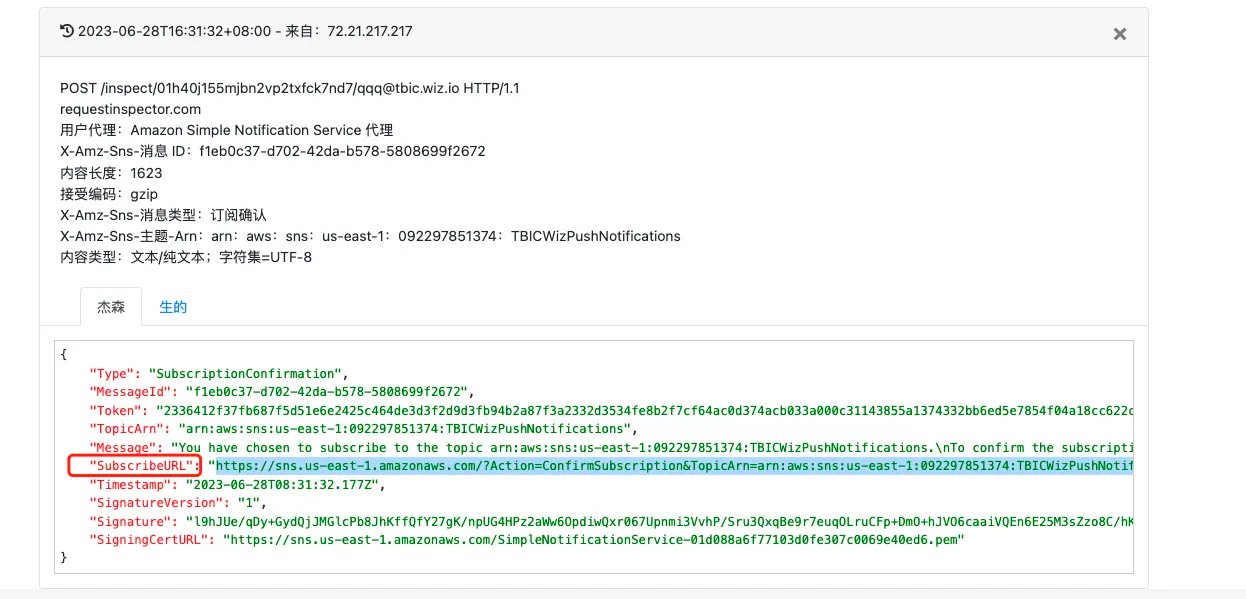 2023-06-28T16:31:32+08:00 - 来自：72.21.217.217
POST /inspect/01h40j155mjbn2vp2txfck7nd7/qqq@tbic.wiz.io HTTP/1.1
requestinspector.com
用户代理：Amazon Simple Notification Service 代理
X-Amz-Sns-消息 ID：f1eb0c37-d702-42da-b578-5808699f2672
内容长度：1623
接受编码：gzip
X-Amz-Sns-消息类型：订阅确认
X-Amz-Sns-主题-Arn：arn：aws：sns：us-east-1：092297851374：TBICWizPushNotifications
内容类型：文本/纯文本；字符集=UTF-8
杰森 生的
{
"Type": "SubscriptionConfirmation",
"MessageId": "f1eb0c37-d702-42da-b578-5808699f2672",
"Token": "2336412f37fb687f5d51e6e2425c464de3d3f2d9d3fb94b2a87f3a2332d3534fe8b2f7cf64ac0d374acb033a000c31143855a1374332bb6ed5e7854f04a18cc622c
"TopicArn": "arn:aws:sns:us-east-1:092297851374:TBICWizPushNotifications",
"Message": "You have chosen to subscribe to the topic arn:aws:sns:us-east-1:092297851374:TBICWizPushNotifications.\nTo confirm the subscripti
"SubscribeURL": "https://sns.us-east-1.amazonaws.com/?Action=ConfirmSubscription&TopicArn=arn:aws:sns:us-east-1:092297851374:TBICWizPushNotif
"Timestamp": "2023-06-28T08:31:32.177Z",
"SignatureVersion": "1",
"Signature": "l9hJUe/qDy+GydQjJMGlcPb8JhKffQfY27gK/npUG4HPz2aWw6OpdiwQxr067Upnmi3VvhP/Sru3QxqBe9r7euqOLruCFp+DmO+hJVO6caaiVQEn6E25M3sZzo8C/hK
"SigningCertURL": "https://sns.us-east-1.amazonaws.com/SimpleNotificationService-01d088a6f77103d0fe307c0069e40ed6.pem"
}